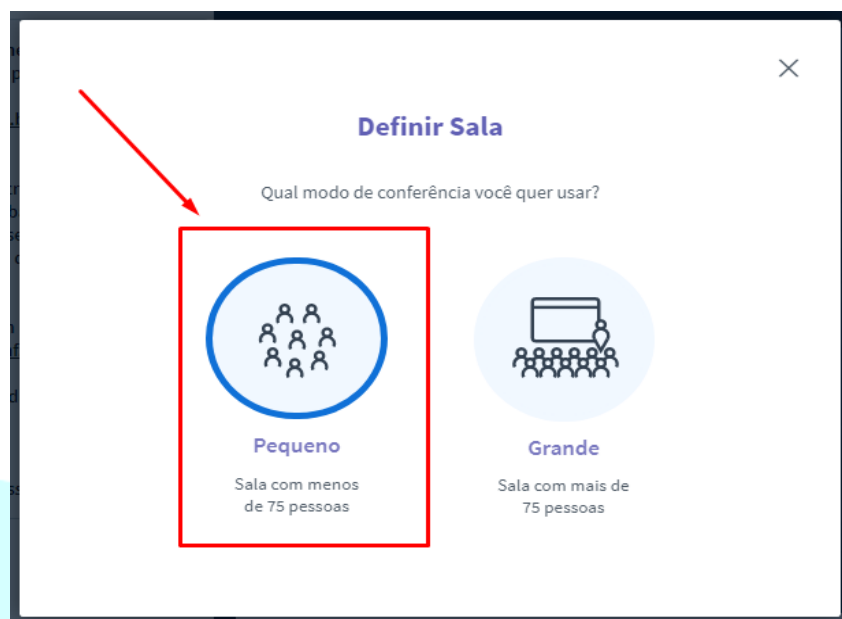 Definir Sala
Qual modo de conferência você quer usar?
Pequeno
Sala com menos
de 75 pessoas
Grande
Sala com mais de
75 pessoas